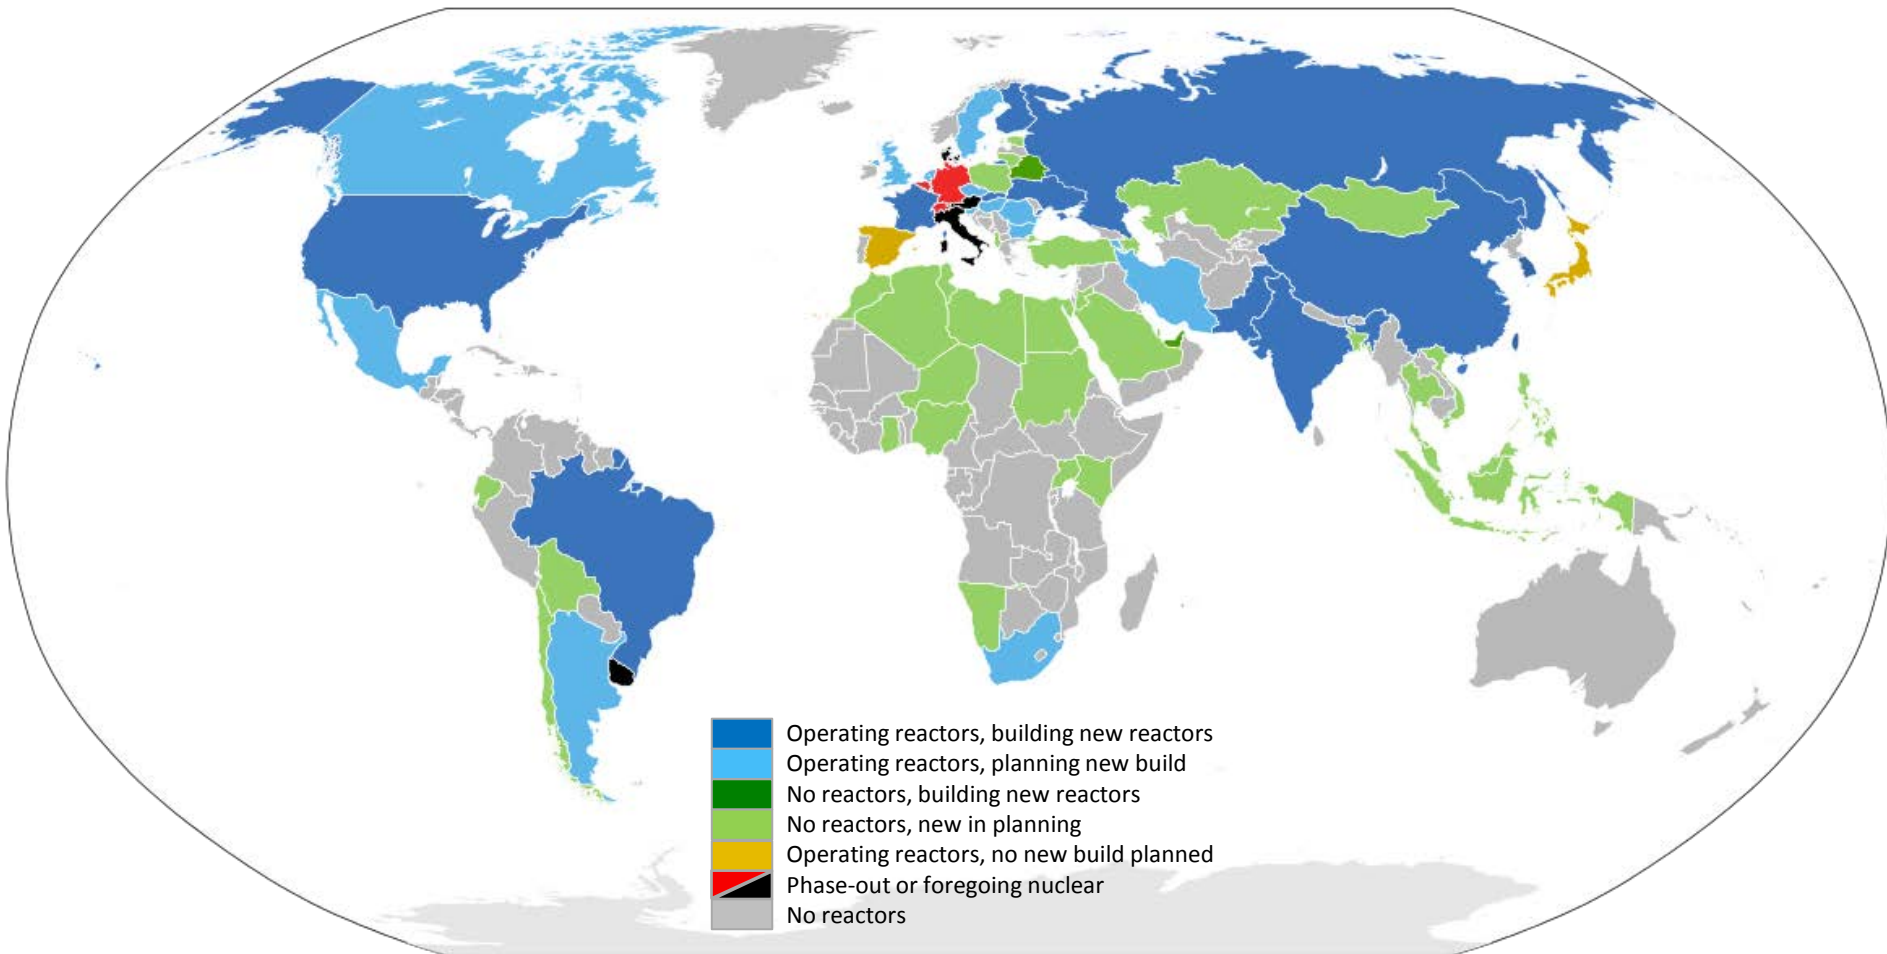 Operating reactors, building new reactors
Operating reactors, planning new build
No reactors, building new reactors
No reactors, new in planning
Operating reactors, no new build planned
Phase-out or foregoing nuclear
No reactors